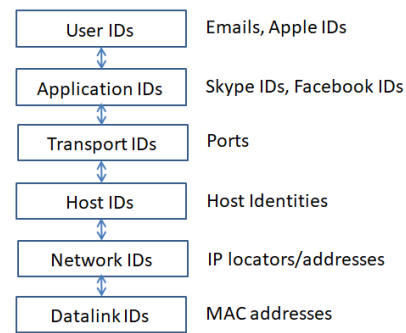 User IDs
Emails, Apple IDs
Application IDs
Skype IDs, Facebook IDs
Transport IDs
Ports
Host IDs
Host Identities
Network IDs
IP locators/addresses
Datalink IDs
MAC addresses